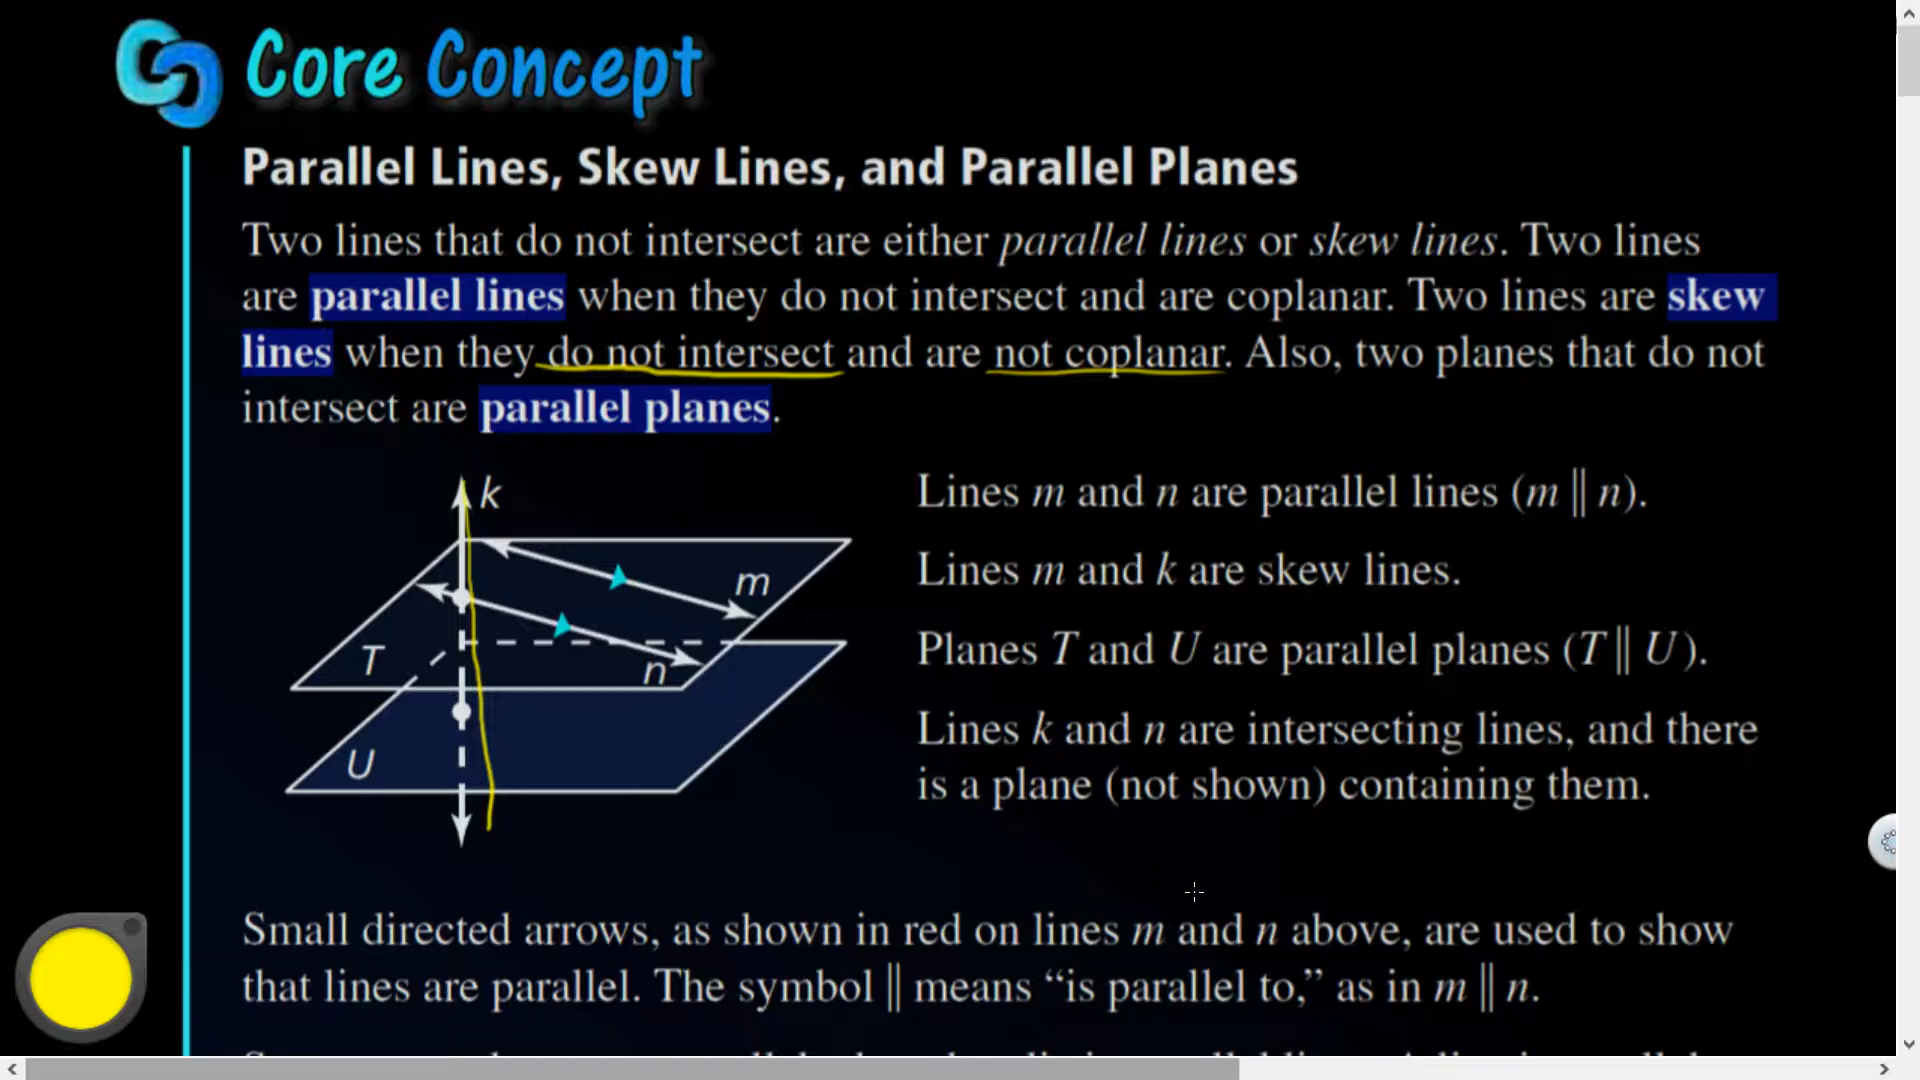 Core Concept
Parallel Lines, Skew Lines, and Parallel Planes
Two lines that do not intersect are either parallel lines or skew lines. Two lines
are parallel lines when they do not intersect and are coplanar. Two lines are skew
lines when they do not intersect and are not coplanar. Also, two planes that do not
intersect are parallel planes.
k
m
n
T
U
Lines m and n are parallel lines (m ∥ n).
Lines m and k are skew lines.
Planes T and U are parallel planes (T ∥ U).
Lines k and n are intersecting lines, and there
is a plane (not shown) containing them.
Small directed arrows, as shown in red on lines m and n above, are used to show
that lines are parallel. The symbol ∥ means “is parallel to,” as in m ∥ n.